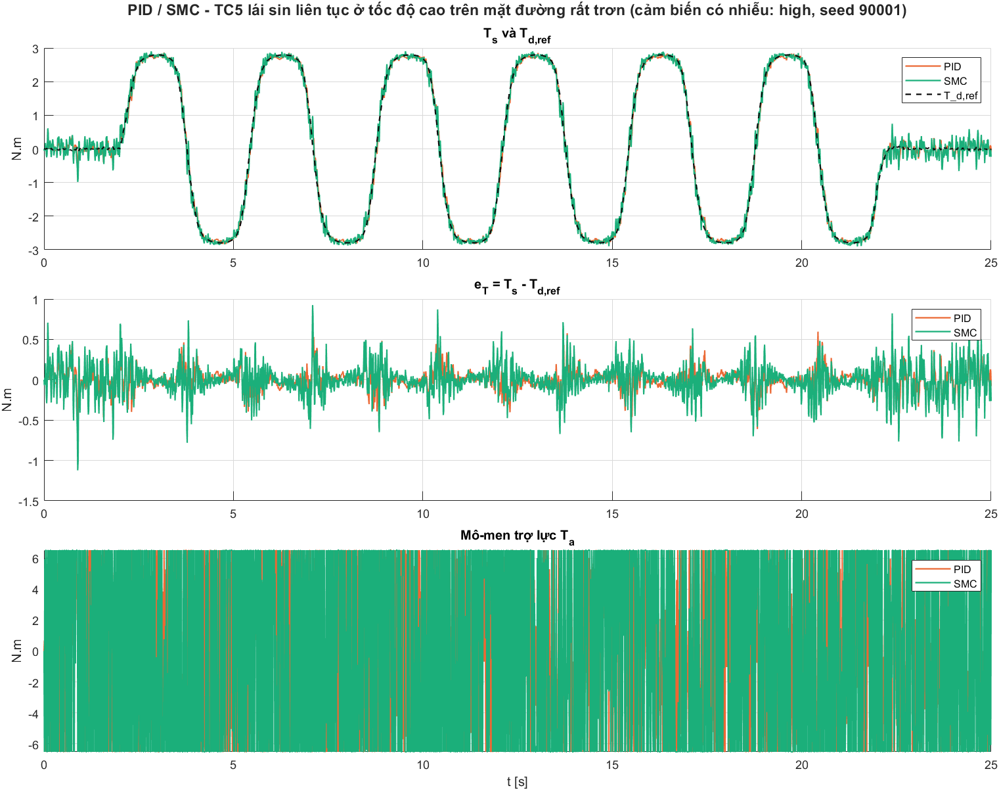 PID / SMC - TC5 lái sin liên tục ở tốc độ cao trên mặt đường rất trơn (cảm biến có nhiễu: high, seed 90001)
T_s và T_d,ref
3
2
1
0
-1
-2
-3
N.m
0 5 10 15 20 25
PID
SMC
T_d,ref
e_T = T_s - T_d,ref
1
0.5
0
-0.5
-1
-1.5
N.m
0 5 10 15 20 25
PID
SMC
Mô-men trợ lực T_a
6
4
2
0
-2
-4
-6
N.m
0 5 10 15 20 25
PID
SMC
t [s]